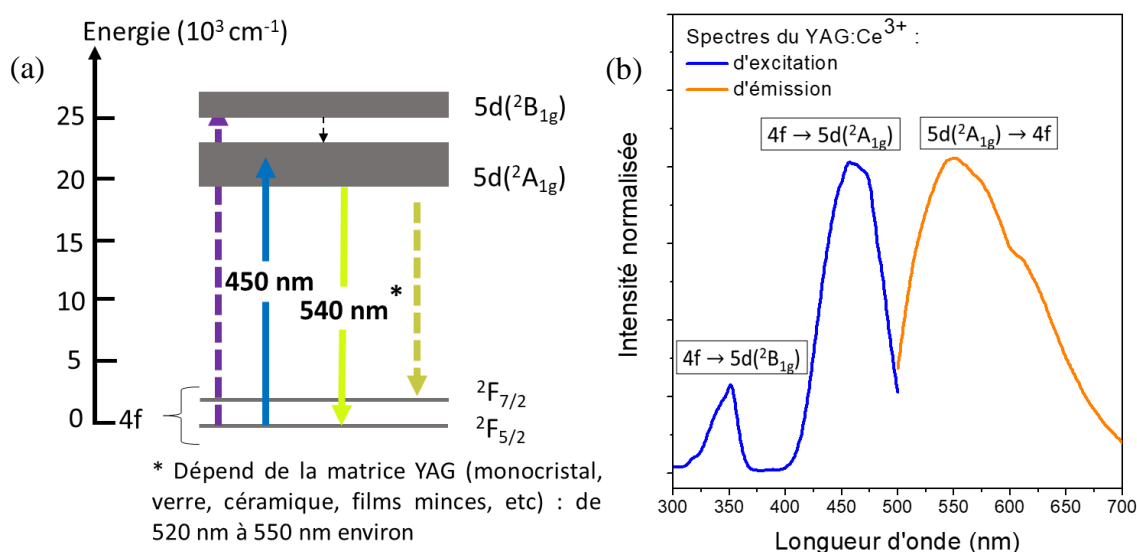 Energie (10³ cm⁻¹)
(a)
25
20
15
10
5
0
4f
5d(²B₁g)
5d(²A₁g)
450 nm
540 nm
*
²F₇/₂
²F₅/₂
* Dépend de la matrice YAG (monocristal,
verre, céramique, films minces, etc) : de
520 nm à 550 nm environ
(b)
Spectres du YAG:Ce³⁺ :
d'excitation
d'émission
4f → 5d(²A₁g)
5d(²A₁g) → 4f
4f → 5d(²B₁g)
Intensité normalisée
300 350 400 450 500 550 600 650 700
Longueur d'onde (nm)